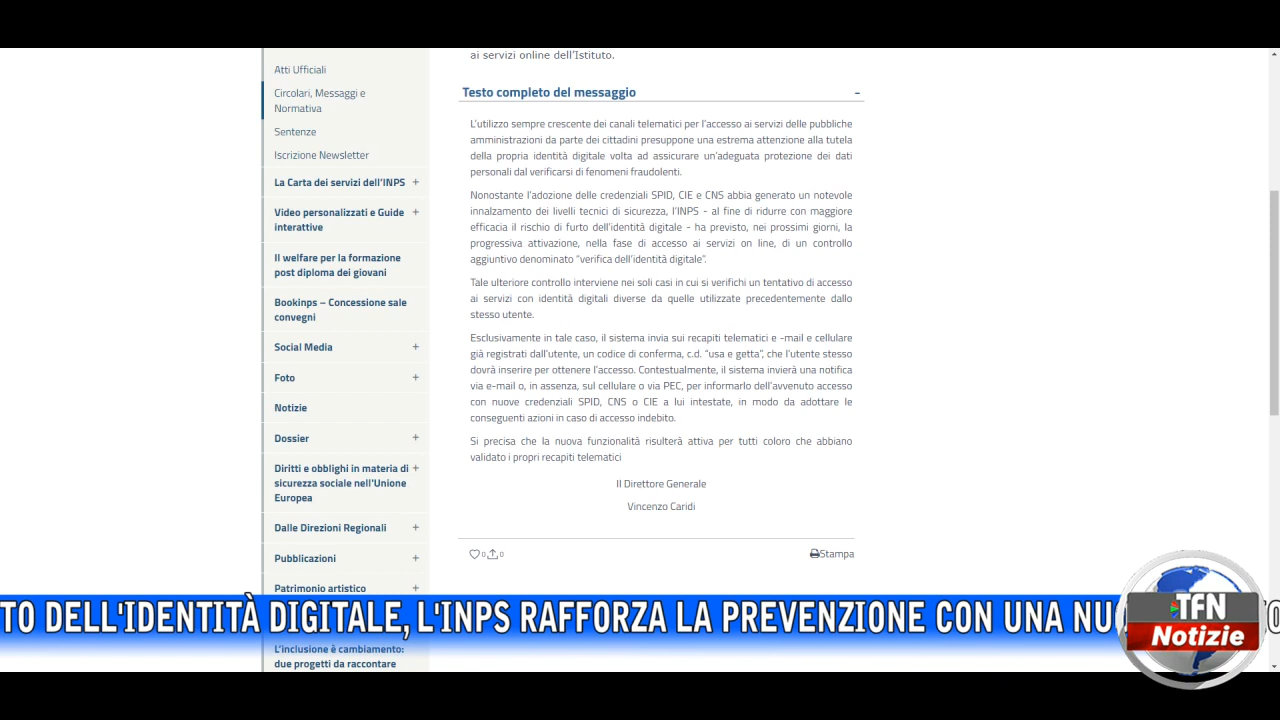 Atti Ufficiali
Circolari, Messaggi e
Normativa
Sentenze
Iscrizione Newsletter
La Carta dei servizi dell'INPS +
Video personalizzati e Guide +
interattive
Il welfare per la formazione
post diploma dei giovani
Bookinps – Concessione sale
convegni
Social Media +
Foto +
Notizie
Dossier +
Diritti e obblighi in materia di +
sicurezza sociale nell'Unione
Europea
Dalle Direzioni Regionali +
Pubblicazioni +
Patrimonio artistico +
L'inclusione è cambiamento:
due progetti da raccontare
ai servizi online dell'Istituto.
Testo completo del messaggio -
L'utilizzo sempre crescente dei canali telematici per l'accesso ai servizi delle pubbliche
amministrazioni da parte dei cittadini presuppone una estrema attenzione alla tutela
della propria identità digitale volta ad assicurare un'adeguata protezione dei dati
personali dal verificarsi di fenomeni fraudolenti.
Nonostante l'adozione delle credenziali SPID, CIE e CNS abbia generato un notevole
innalzamento dei livelli tecnici di sicurezza, l'INPS - al fine di ridurre con maggiore
efficacia il rischio di furto dell'identità digitale - ha previsto, nei prossimi giorni, la
progressiva attivazione, nella fase di accesso ai servizi on line, di un controllo
aggiuntivo denominato "verifica dell'identità digitale".
Tale ulteriore controllo interviene nei soli casi in cui si verifichi un tentativo di accesso
ai servizi con identità digitali diverse da quelle utilizzate precedentemente dallo
stesso utente.
Esclusivamente in tale caso, il sistema invia sui recapiti telematici e -mail e cellulare
già registrati dall'utente, un codice di conferma, c.d. "usa e getta", che l'utente stesso
dovrà inserire per ottenere l'accesso. Contestualmente, il sistema invierà una notifica
via e-mail o, in assenza, sul cellulare o via PEC, per informarlo dell'avvenuto accesso
con nuove credenziali SPID, CNS o CIE a lui intestate, in modo da adottare le
conseguenti azioni in caso di accesso indebito.
Si precisa che la nuova funzionalità risulterà attiva per tutti coloro che abbiano
validato i propri recapiti telematici
Il Direttore Generale
Vincenzo Caridi
0 0
Stampa
TO DELL'IDENTITÀ DIGITALE, L'INPS RAFFORZA LA PREVENZIONE CON UNA NU
TFN
Notizie